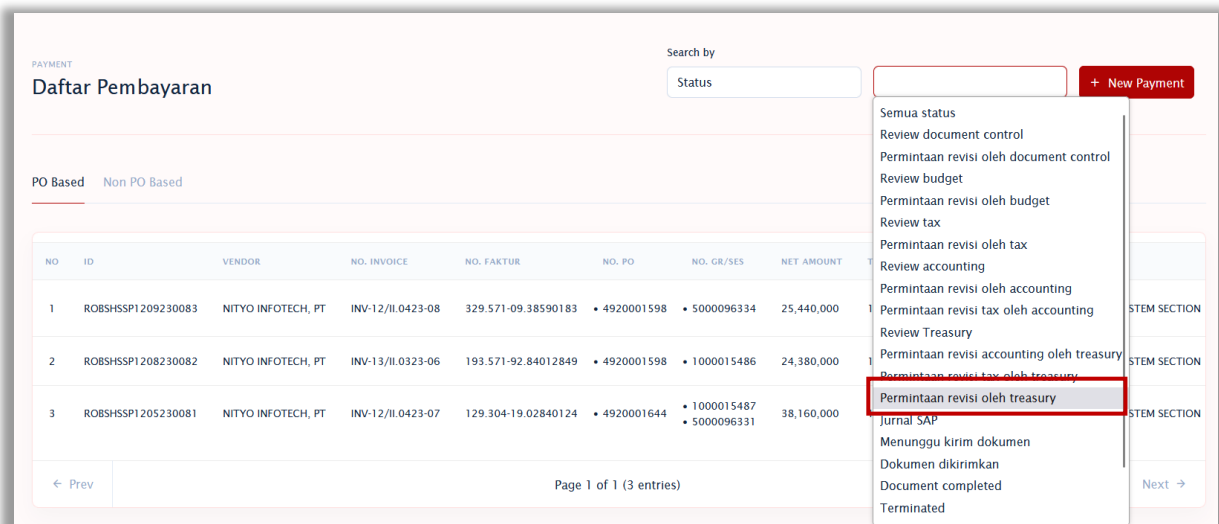 Search by
PAYMENT
Daftar Pembayaran
Status
+ New Payment
Semua status
Review document control
Permintaan revisi oleh document control
Review budget
Permintaan revisi oleh budget
Review tax
Permintaan revisi oleh tax
Review accounting
Permintaan revisi oleh accounting
Permintaan revisi tax oleh accounting
Review Treasury
Permintaan revisi accounting oleh treasury
Permintaan revisi tax oleh treasury
Permintaan revisi oleh treasury
Jurnal SAP
Menunggu kirim dokumen
Dokumen dikirimkan
Document completed
Terminated
PO Based Non PO Based
NO ID VENDOR NO. INVOICE NO. FAKTUR NO. PO NO. GR/SES NET AMOUNT
1 ROBSHSSP1209230083 NITYO INFOTECH, PT INV-12/II.0423-08 329.571-09.38590183 • 4920001598 • 5000096334 25,440,000 STEM SECTION
2 ROBSHSSP1208230082 NITYO INFOTECH, PT INV-13/II.0323-06 193.571-92.84012849 • 4920001598 • 1000015486 24,380,000 STEM SECTION
3 ROBSHSSP1205230081 NITYO INFOTECH, PT INV-12/II.0423-07 129.304-19.02840124 • 4920001644 • 1000015487 • 5000096331 38,160,000 STEM SECTION
← Prev Page 1 of 1 (3 entries) Next →